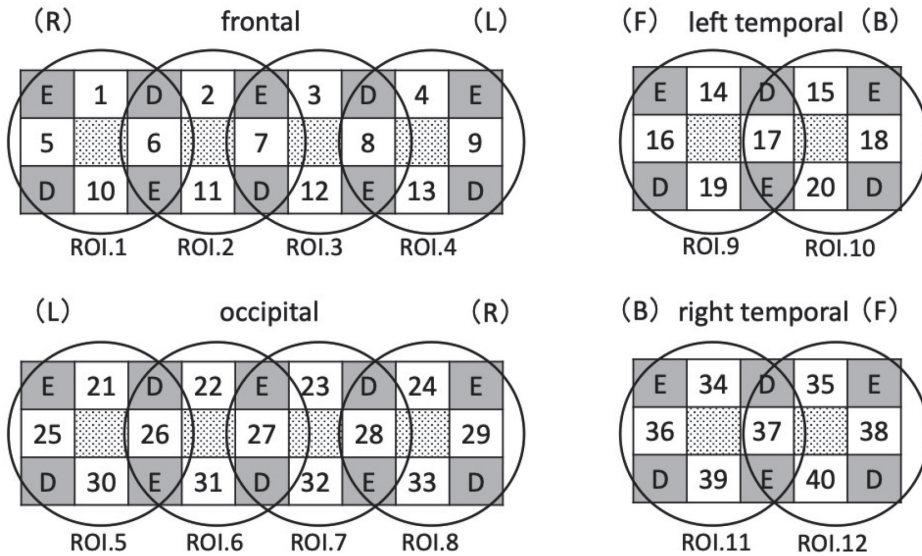 (R) frontal (L)
E 1 D 2 E 3 D 4 E
5 6 7 8 9
D 10 E 11 D 12 E 13 D
ROI.1 ROI.2 ROI.3 ROI.4
(F) left temporal (B)
E 14 D 15 E
16 17 18
D 19 E 20 D
ROI.9 ROI.10
(L) occipital (R)
E 21 D 22 E 23 D 24 E
25 26 27 28 29
D 30 E 31 D 32 E 33 D
ROI.5 ROI.6 ROI.7 ROI.8
(B) right temporal (F)
E 34 D 35 E
36 37 38
D 39 E 40 D
ROI.11 ROI.12